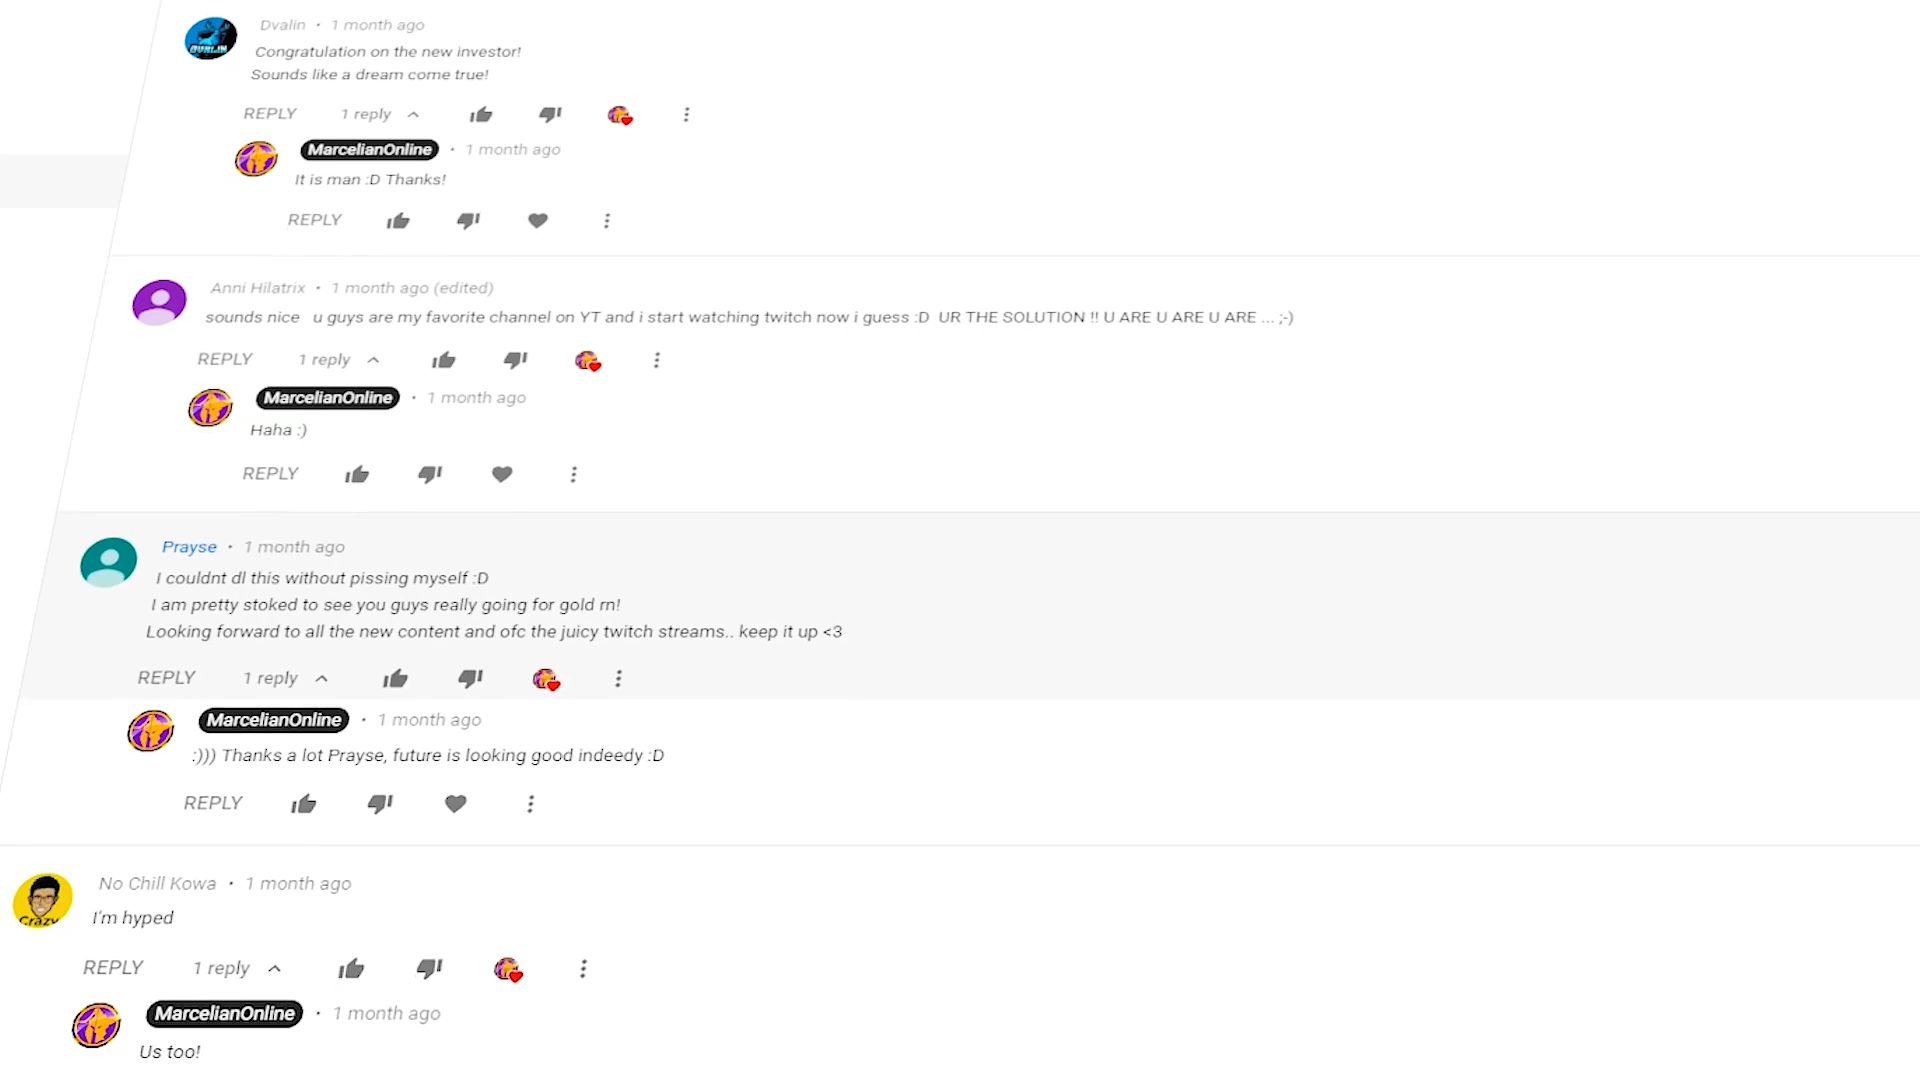 Dvalin • 1 month ago
Congratulation on the new investor!
Sounds like a dream come true!
REPLY 1 reply
MarcelianOnline • 1 month ago
It is man :D Thanks!
REPLY
Anni Hilatrix • 1 month ago (edited)
sounds nice u guys are my favorite channel on YT and i start watching twitch now i guess :D UR THE SOLUTION !! U ARE U ARE U ARE ... ;-)
REPLY 1 reply
MarcelianOnline • 1 month ago
Haha :)
REPLY
Prayse • 1 month ago
I couldnt dl this without pissing myself :D
I am pretty stoked to see you guys really going for gold rn!
Looking forward to all the new content and ofc the juicy twitch streams.. keep it up <3
REPLY 1 reply
MarcelianOnline • 1 month ago
:))) Thanks a lot Prayse, future is looking good indeedy :D
REPLY
No Chill Kowa • 1 month ago
Crazy
I'm hyped
REPLY 1 reply
MarcelianOnline • 1 month ago
Us too!